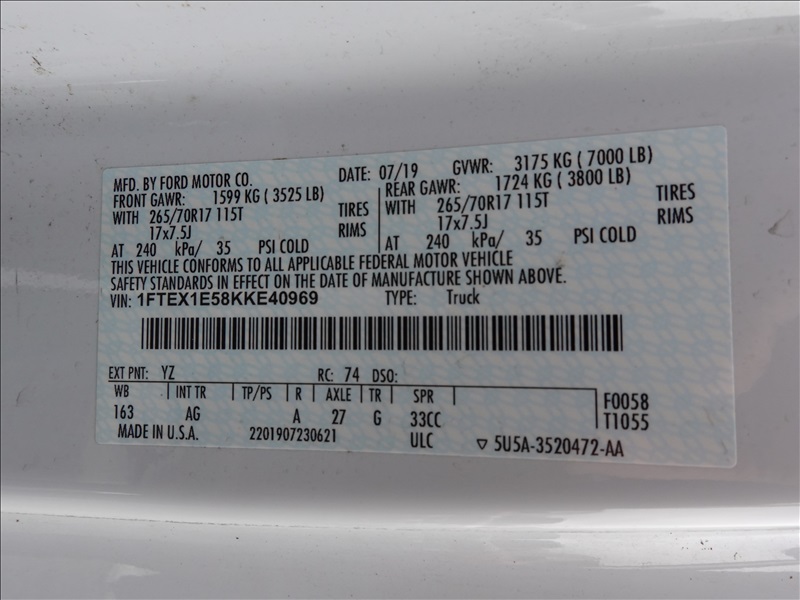 MFD. BY FORD MOTOR CO. DATE: 07/19 GVWR: 3175 KG ( 7000 LB)
FRONT GAWR: 1599 KG ( 3525 LB) REAR GAWR: 1724 KG ( 3800 LB)
WITH 265/70R17 115T TIRES WITH 265/70R17 115T TIRES
17x7.5J RIMS 17x7.5J RIMS
AT 240 kPa/ 35 PSI COLD AT 240 kPa/ 35 PSI COLD
THIS VEHICLE CONFORMS TO ALL APPLICABLE FEDERAL MOTOR VEHICLE
SAFETY STANDARDS IN EFFECT ON THE DATE OF MANUFACTURE SHOWN ABOVE.
VIN: 1FTEX1E58KKE40969 TYPE: Truck
EXT PNT: YZ RC: 74 DSO:
WB INT TR TP/PS R AXLE TR SPR F0058
163 AG A 27 G 33CC T1055
MADE IN U.S.A. 2201907230621 ULC ▽ 5U5A-3520472-AA